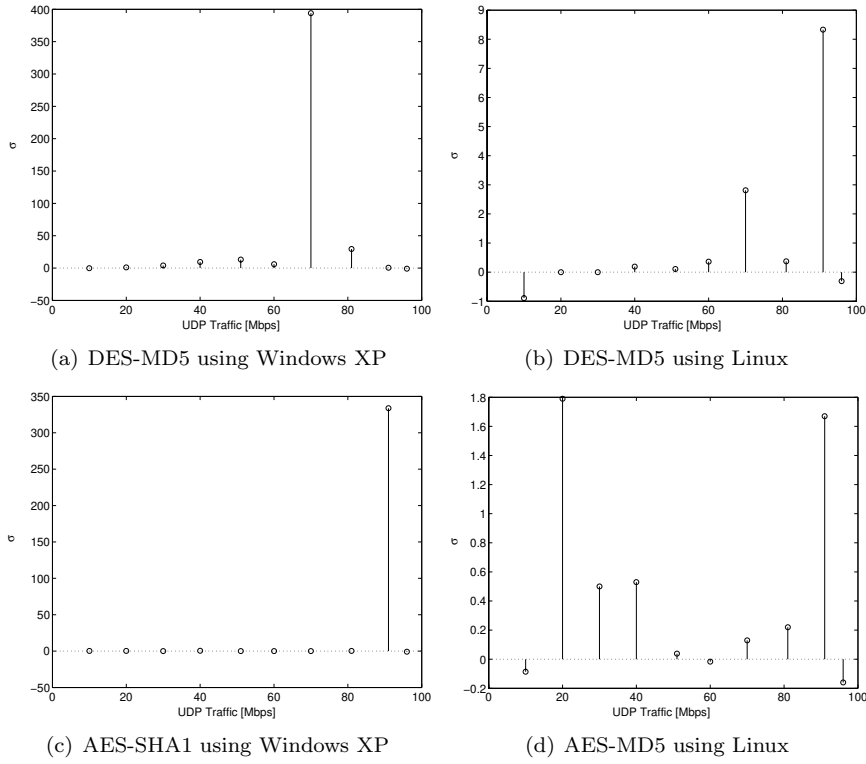 400
350
300
250
200
150
100
50
0
−50
0 20 40 60 80 100
σ
UDP Traffic [Mbps]
(a) DES-MD5 using Windows XP
9
8
7
6
5
4
3
2
1
0
−1
0 20 40 60 80 100
σ
UDP Traffic [Mbps]
(b) DES-MD5 using Linux
350
300
250
200
150
100
50
0
−50
0 20 40 60 80 100
σ
UDP Traffic [Mbps]
(c) AES-SHA1 using Windows XP
1.8
1.6
1.4
1.2
1
0.8
0.6
0.4
0.2
0
−0.2
0 20 40 60 80 100
σ
UDP Traffic [Mbps]
(d) AES-MD5 using Linux